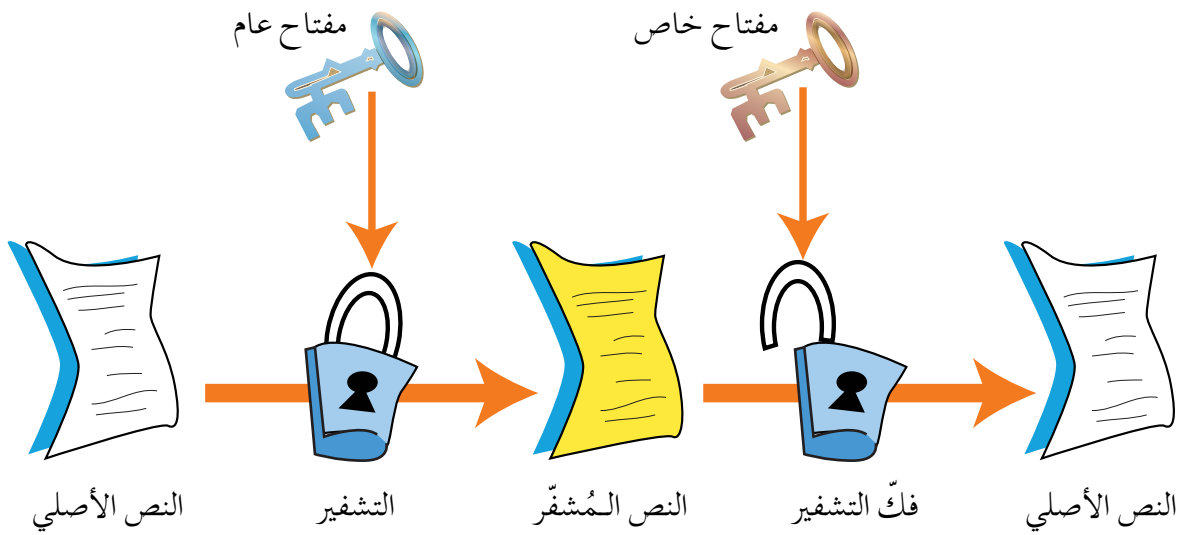 مفتاح عام
مفتاح خاص
النص الأصلي
التشفير
النص الـمُشفّر
فكّ التشفير
النص الأصلي